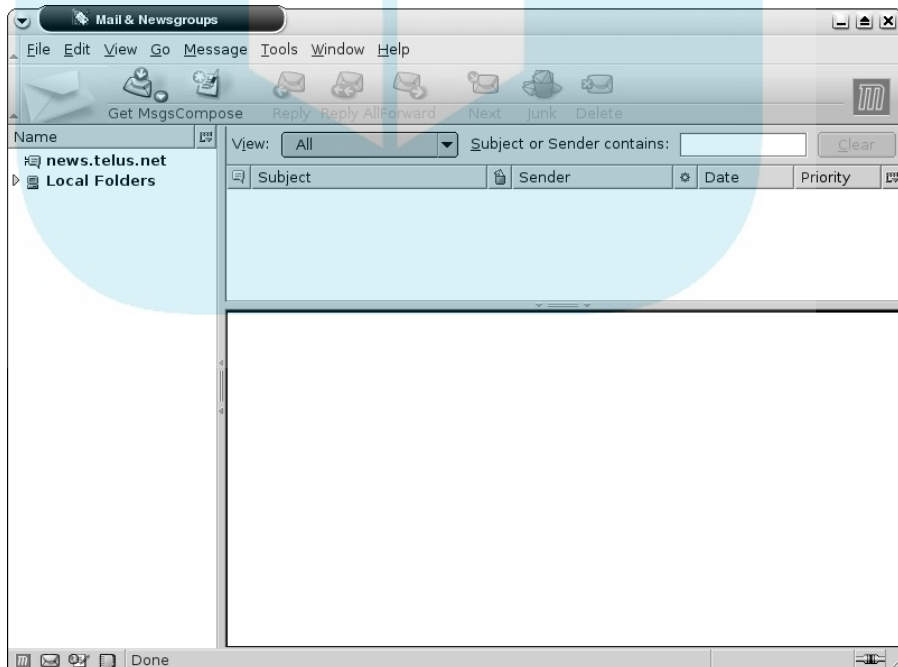 Mail & Newsgroups
File Edit View Go Message Tools Window Help
Get Msgs Compose Reply Reply All Forward Next Junk Delete
Name
View: All Subject or Sender contains: Clear
news.telus.net
Local Folders
Subject Sender Date Priority
Done